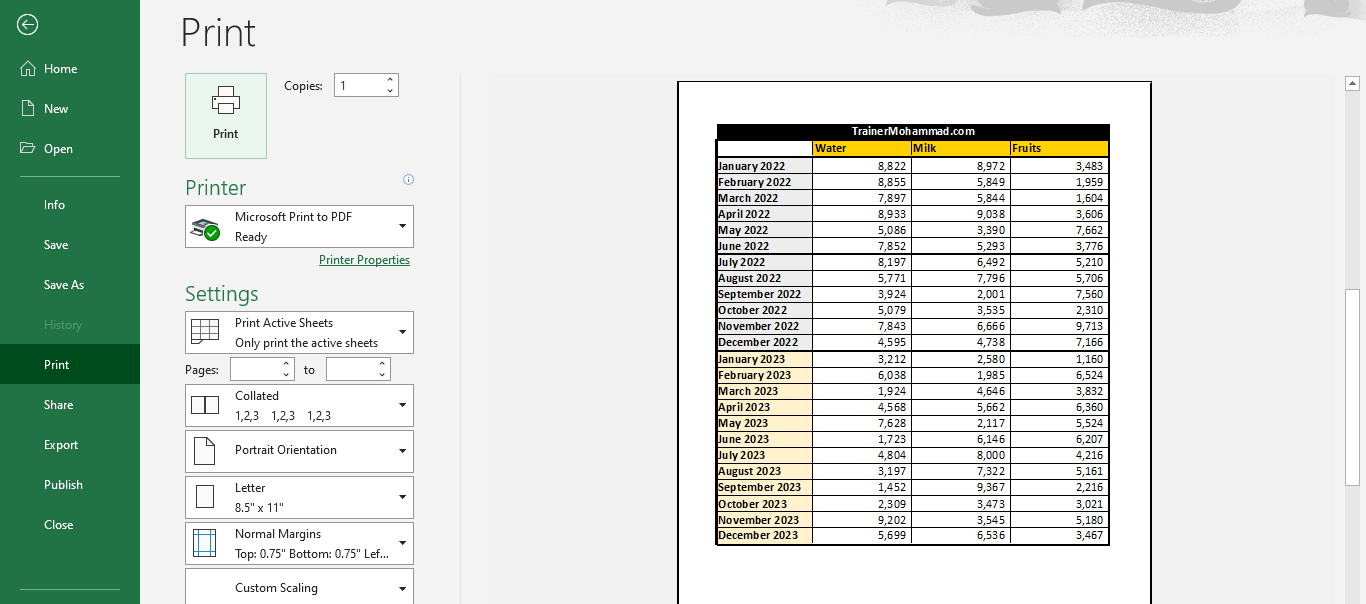 Print
Home
New
Open
Info
Save
Save As
History
Print
Share
Export
Publish
Close
Print
Copies: 1
Printer
Microsoft Print to PDF
Ready
Printer Properties
Settings
Print Active Sheets
Only print the active sheets
Pages: to
Collated
1,2,3 1,2,3 1,2,3
Portrait Orientation
Letter
8.5" x 11"
Normal Margins
Top: 0.75" Bottom: 0.75" Lef...
Custom Scaling
TrainerMohammad.com
Water Milk Fruits
January 2022 8,822 8,972 3,483
February 2022 8,855 5,849 1,959
March 2022 7,897 5,844 1,604
April 2022 8,933 9,038 3,606
May 2022 5,086 3,390 7,662
June 2022 7,852 5,293 3,776
July 2022 8,197 6,492 5,210
August 2022 5,771 7,796 5,706
September 2022 3,924 2,001 7,560
October 2022 5,079 3,535 2,310
November 2022 7,843 6,666 9,713
December 2022 4,595 4,738 7,166
January 2023 3,212 2,580 1,160
February 2023 6,038 1,985 6,524
March 2023 1,924 4,646 3,832
April 2023 4,568 5,662 6,360
May 2023 7,628 2,117 5,524
June 2023 1,723 6,146 6,207
July 2023 4,804 8,000 4,216
August 2023 3,197 7,322 5,161
September 2023 1,452 9,367 2,216
October 2023 2,309 3,473 3,021
November 2023 9,202 3,545 5,180
December 2023 5,699 6,536 3,467